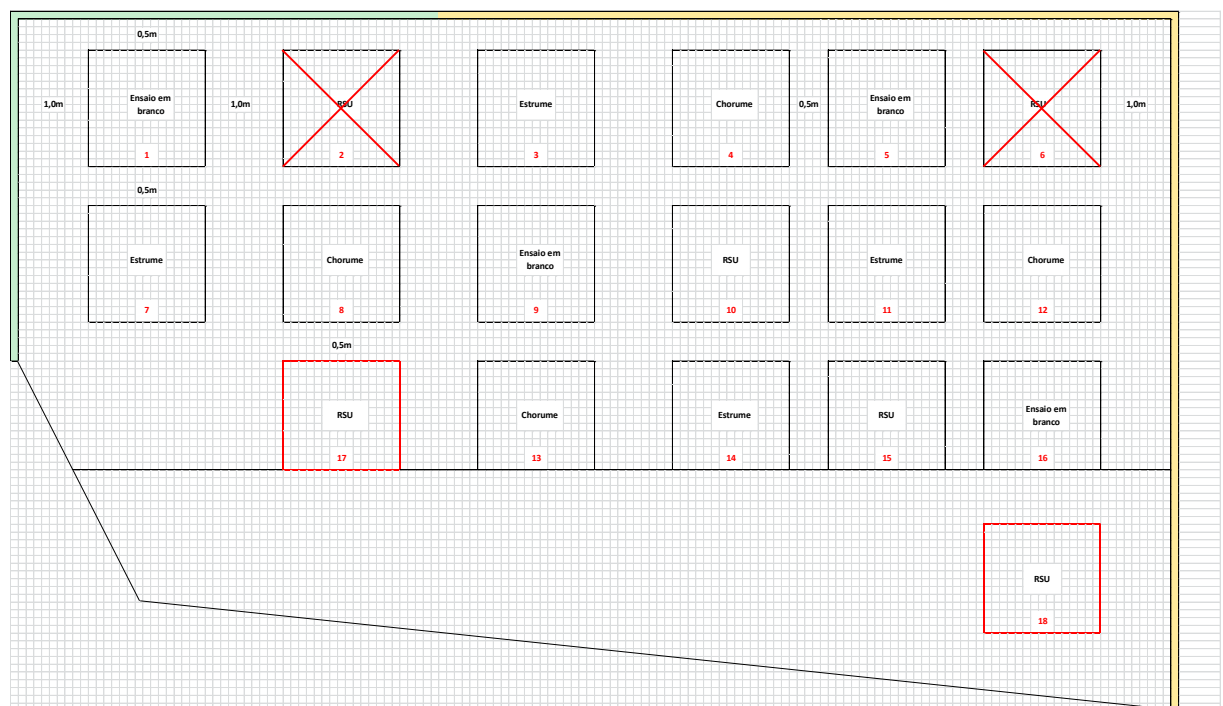 0,5m
1,0m
Ensaio em
branco
1
1,0m
RSU
2
Estrume
3
Chorume
4
0,5m
Ensaio em
branco
5
RSU
6
1,0m
0,5m
Estrume
7
Chorume
8
Ensaio em
branco
9
RSU
10
Estrume
11
Chorume
12
0,5m
RSU
17
Chorume
13
Estrume
14
RSU
15
Ensaio em
branco
16
RSU
18